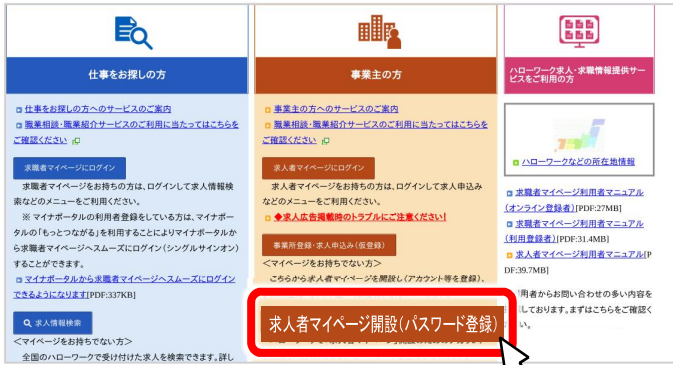 仕事をお探しの方
仕事をお探しの方へのサービスのご案内
職業相談・職業紹介サービスのご利用に当たってはこちらを
ご確認ください
求職者マイページにログイン
求職者マイページをお持ちの方は、ログインして求人情報検
索などのメニューをご利用ください。
※ マイナポータルの利用者登録をしている方は、マイナポー
タルの「もっとつながる」を利用することによりマイナポータルか
ら求職者マイページへスムーズにログイン(シングルサインオン)
することができます。
マイナポータルから求職者マイページへスムーズにログイン
できるようになります[PDF:337KB]
求人情報検索
<マイページをお持ちでない方>
全国のハローワークで受け付けた求人を検索できます。詳し
事業主の方
事業主の方へのサービスのご案内
職業相談・職業紹介サービスのご利用に当たってはこちらを
ご確認ください
求人者マイページにログイン
求人者マイページをお持ちの方は、ログインして求人申込み
などのメニューをご利用ください。
◆求人広告掲載時のトラブルにご注意ください!
事業所登録・求人申込み(仮登録)
<マイページをお持ちでない方>
こちらから求人者マイページを開設し(アカウント等を登録)、
求人者マイページ開設(パスワード登録)
ハローワーク求人・求職情報提供サー
ビスをご利用の方
ハローワークなどの所在地情報
求職者マイページ利用者マニュアル
(オンライン登録者)[PDF:27MB]
求職者マイページ利用者マニュアル
(利用登録者)[PDF:31.4MB]
求人者マイページ利用者マニュアル[P
DF:39.7MB]
用者からお問い合わせの多い内容を
しております。まずはこちらをご確認く
い。